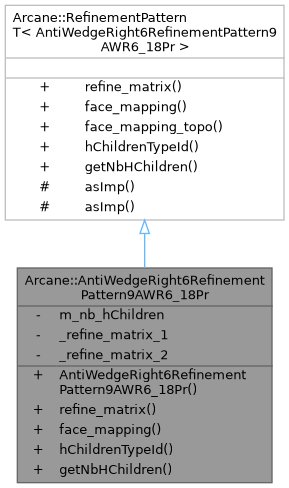 Arcane::RefinementPattern
T< AntiWedgeRight6RefinementPattern9
AWR6_18Pr >
+ refine_matrix()
+ face_mapping()
+ face_mapping_topo()
+ hChildrenTypeId()
+ getNbHChildren()
# asImp()
# asImp()
Arcane::AntiWedgeRight6Refinement
Pattern9AWR6_18Pr
- m_nb_hChildren
- _refine_matrix_1
- _refine_matrix_2
+ AntiWedgeRight6Refinement
Pattern9AWR6_18Pr()
+ refine_matrix()
+ face_mapping()
+ hChildrenTypeId()
+ getNbHChildren()